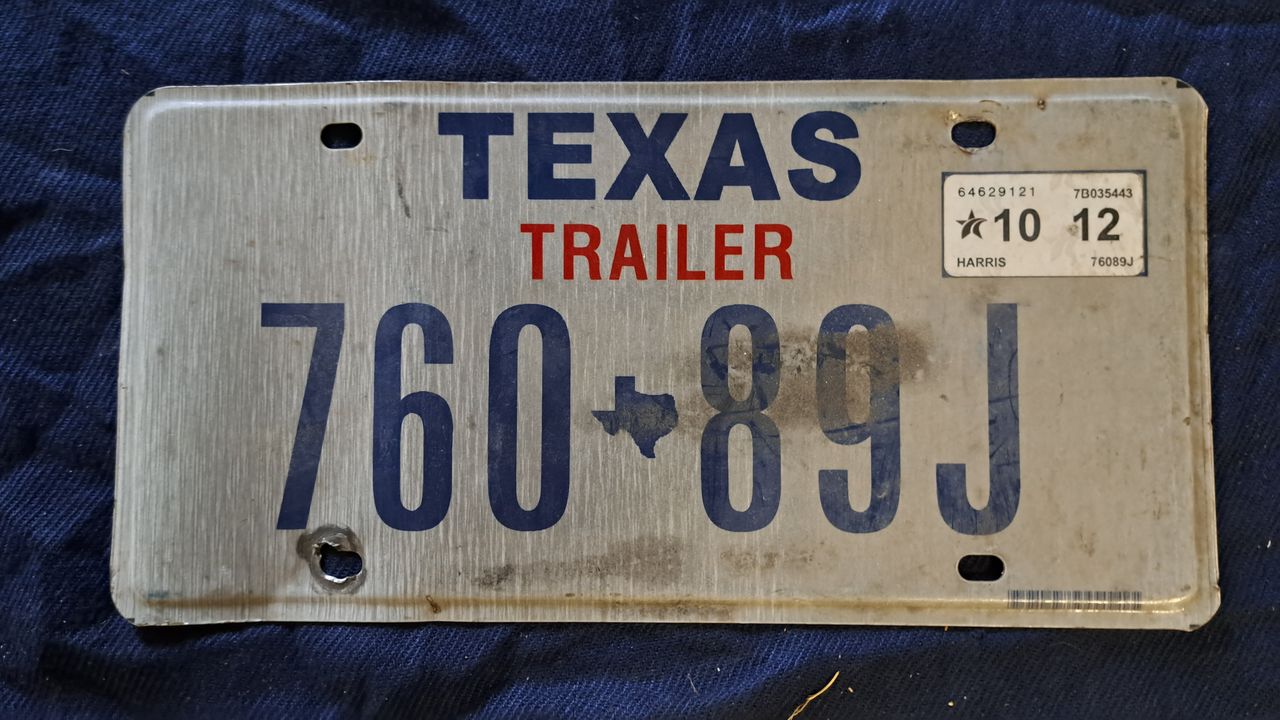 TEXAS
TRAILER
64629121 7B035443
10 12
HARRIS 76089J
760 89J